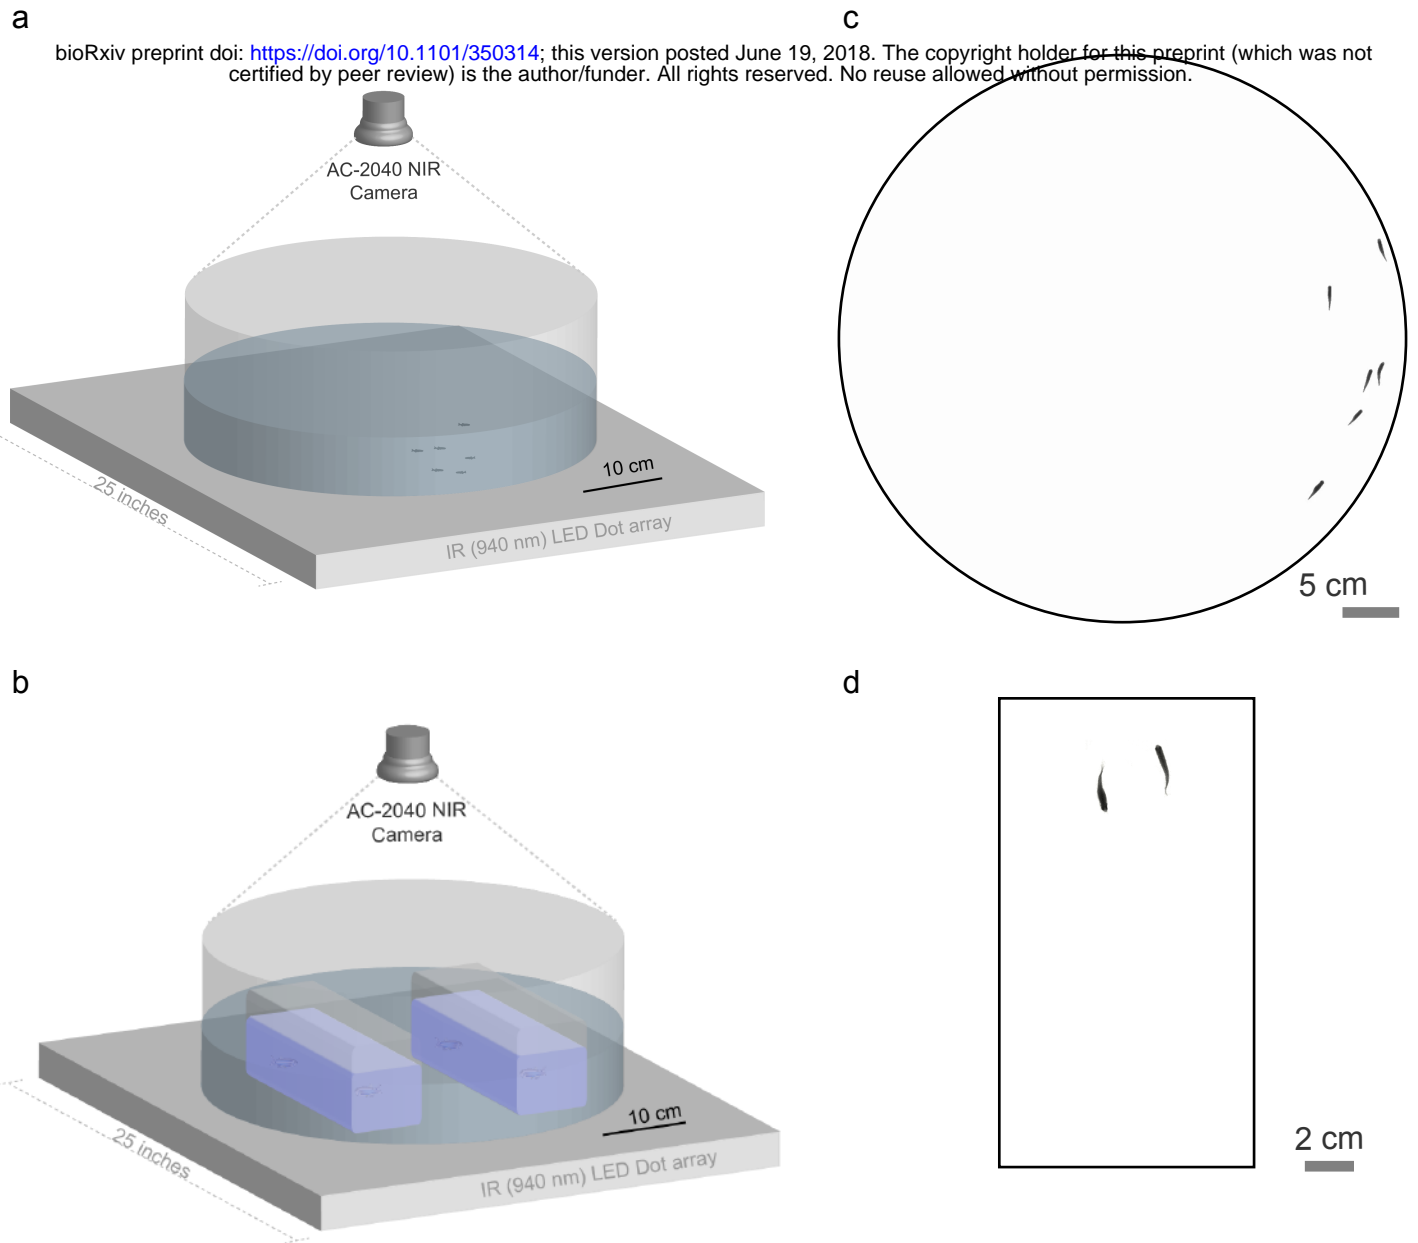 a
c
bioRxiv preprint doi: https://doi.org/10.1101/350314; this version posted June 19, 2018. The copyright holder for this preprint (which was not
certified by peer review) is the author/funder. All rights reserved. No reuse allowed without permission.
AC-2040 NIR
Camera
10 cm
25 inches
IR (940 nm) LED Dot array
5 cm
b
d
AC-2040 NIR
Camera
10 cm
25 inches
IR (940 nm) LED Dot array
2 cm